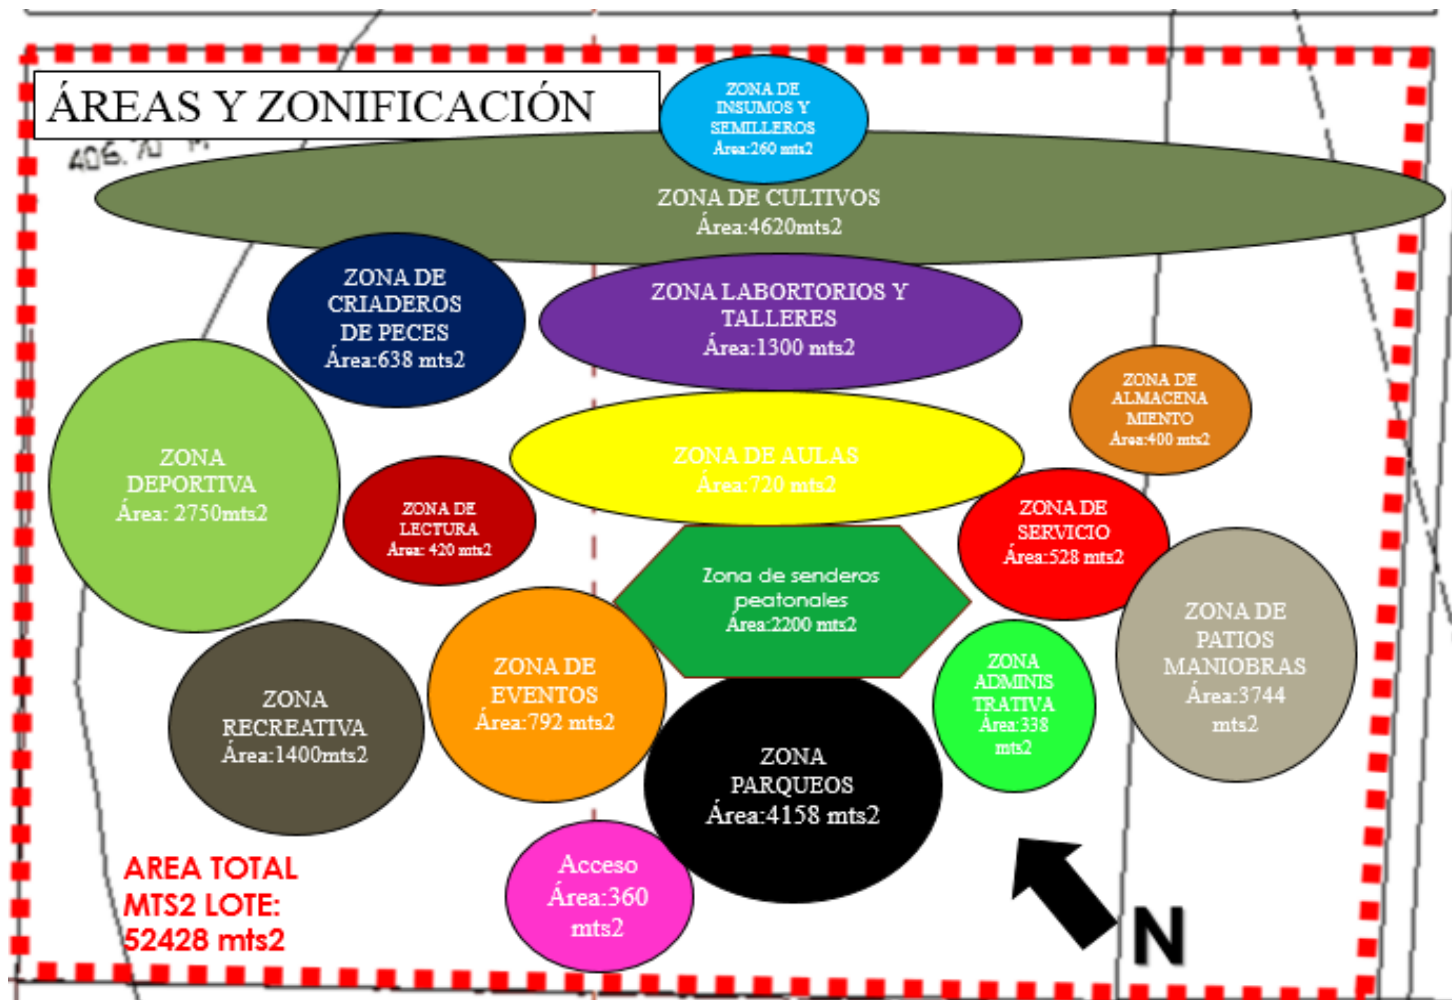 ÁREAS Y ZONIFICACIÓN
ZONA DE
INSUMOS Y
SEMILLEROS
Área:260 mts2
ZONA DE CULTIVOS
Área:4620mts2
ZONA DE
CRIADEROS
DE PECES
Área:638 mts2
ZONA LABORTORIOS Y
TALLERES
Área:1300 mts2
ZONA DE
ALMACENA
MIENTO
Área:400 mts2
ZONA
DEPORTIVA
Área: 2750mts2
ZONA DE
LECTURA
Área: 420 mts2
ZONA DE AULAS
Área:720 mts2
ZONA DE
SERVICIO
Área:528 mts2
Zona de senderos
peatonales
Área:2200 mts2
ZONA DE
PATIOS
MANIOBRAS
Área:3744
mts2
ZONA
RECREATIVA
Área:1400mts2
ZONA DE
EVENTOS
Área:792 mts2
ZONA
ADMINIS
TRATIVA
Área:338
mts2
ZONA
PARQUEOS
Área:4158 mts2
Acceso
Área:360
mts2
AREA TOTAL
MTS2 LOTE:
52428 mts2
N